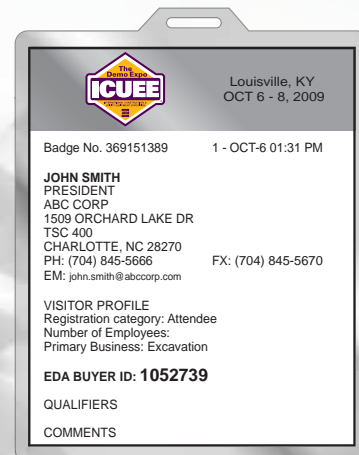 The
Demo Expo
ICUEE
Louisville, KY
OCT 6 - 8, 2009
Badge No. 369151389 1 - OCT-6 01:31 PM
JOHN SMITH
PRESIDENT
ABC CORP
1509 ORCHARD LAKE DR
TSC 400
CHARLOTTE, NC 28270
PH: (704) 845-5666 FX: (704) 845-5670
EM: john.smith@abccorp.com
VISITOR PROFILE
Registration category: Attendee
Number of Employees:
Primary Business: Excavation
EDA BUYER ID: 1052739
QUALIFIERS
COMMENTS